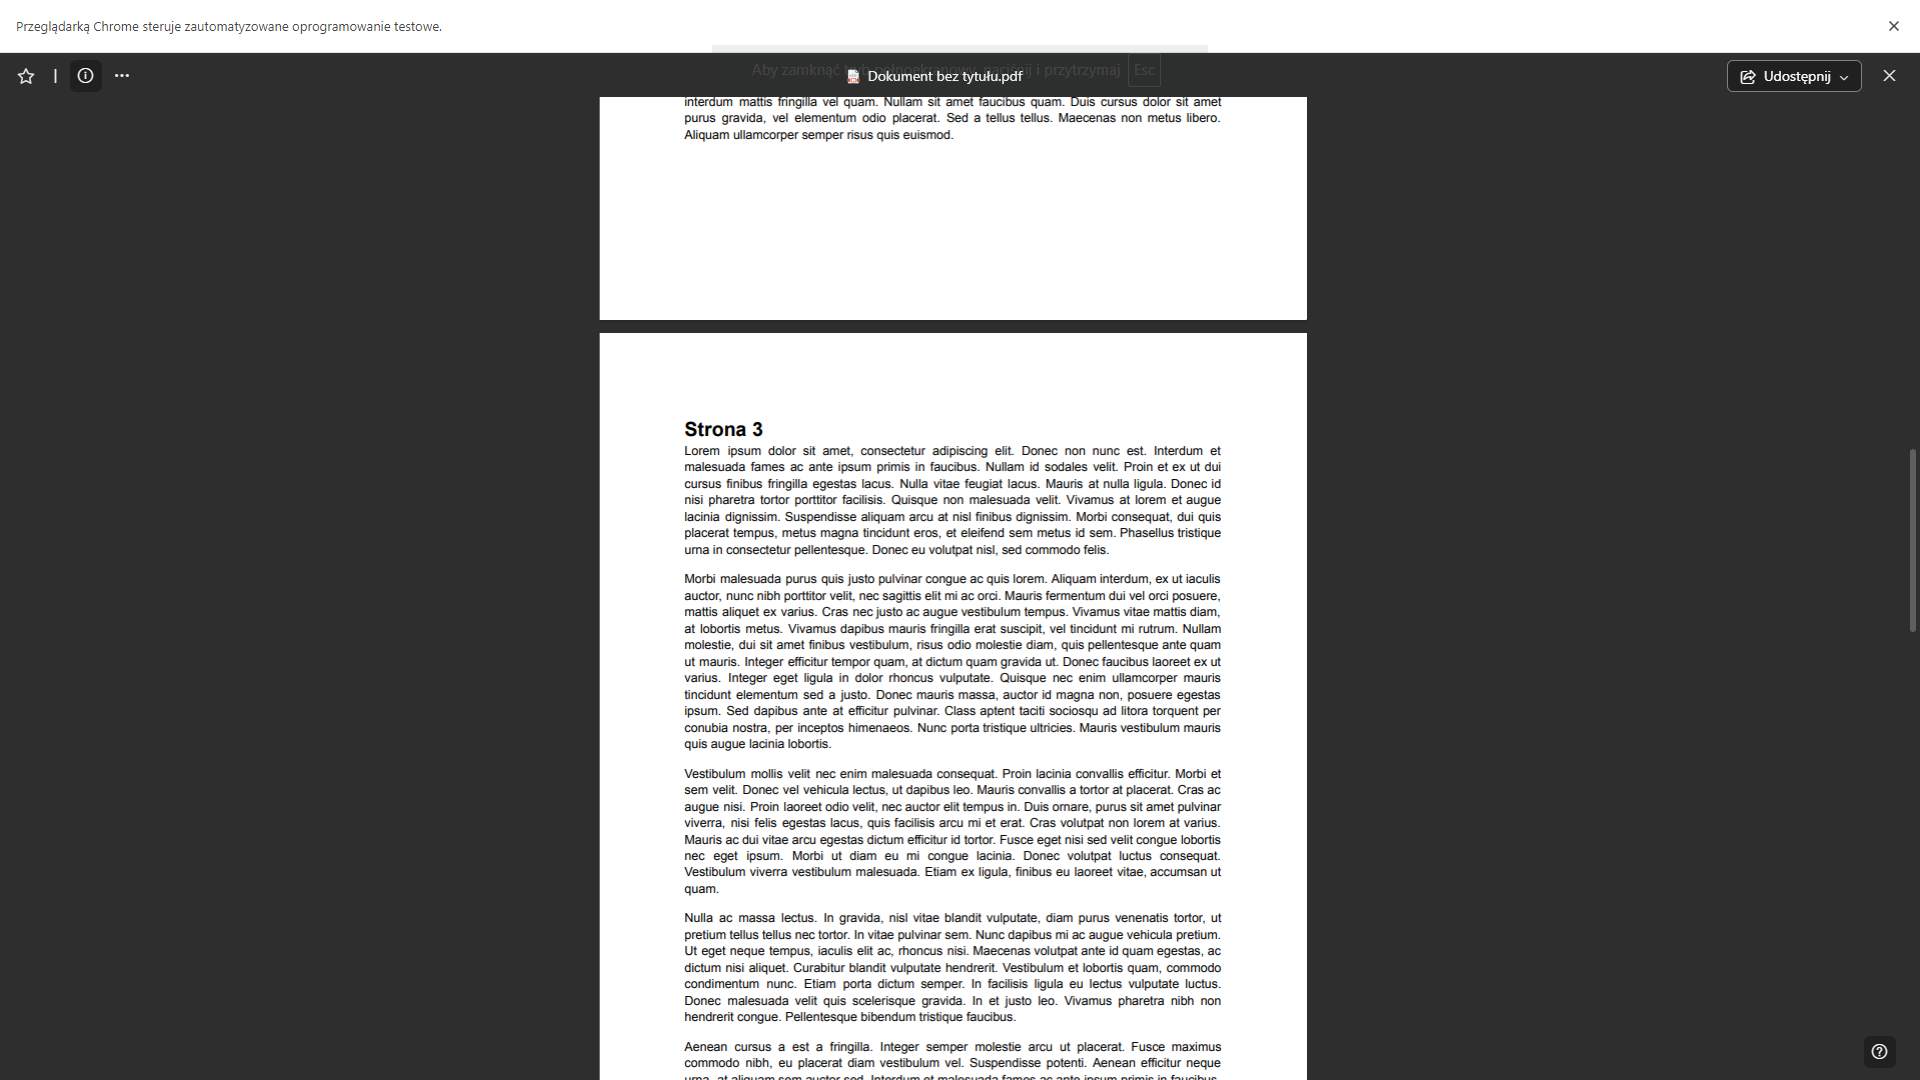 Przeglądarką Chrome steruje zautomatyzowane oprogramowanie testowe.
Aby zamknąć tryb pełnoekranowy, naciśnij i przytrzymaj Esc
Dokument bez tytułu.pdf
Udostępnij
interdum mattis fringilla vel quam. Nullam sit amet faucibus quam. Duis cursus dolor sit amet
purus gravida, vel elementum odio placerat. Sed a tellus tellus. Maecenas non metus libero.
Aliquam ullamcorper semper risus quis euismod.
Strona 3
Lorem ipsum dolor sit amet, consectetur adipiscing elit. Donec non nunc est. Interdum et
malesuada fames ac ante ipsum primis in faucibus. Nullam id sodales velit. Proin et ex ut dui
cursus finibus fringilla egestas lacus. Nulla vitae feugiat lacus. Mauris at nulla ligula. Donec id
nisi pharetra tortor porttitor facilisis. Quisque non malesuada velit. Vivamus at lorem et augue
lacinia dignissim. Suspendisse aliquam arcu at nisl finibus dignissim. Morbi consequat, dui quis
placerat tempus, metus magna tincidunt eros, et eleifend sem metus id sem. Phasellus tristique
urna in consectetur pellentesque. Donec eu volutpat nisl, sed commodo felis.
Morbi malesuada purus quis justo pulvinar congue ac quis lorem. Aliquam interdum, ex ut iaculis
auctor, nunc nibh porttitor velit, nec sagittis elit mi ac orci. Mauris fermentum dui vel orci posuere,
mattis aliquet ex varius. Cras nec justo ac augue vestibulum tempus. Vivamus vitae mattis diam,
at lobortis metus. Vivamus dapibus mauris fringilla erat suscipit, vel tincidunt mi rutrum. Nullam
molestie, dui sit amet finibus vestibulum, risus odio molestie diam, quis pellentesque ante quam
ut mauris. Integer efficitur tempor quam, at dictum quam gravida ut. Donec faucibus laoreet ex ut
varius. Integer eget ligula in dolor rhoncus vulputate. Quisque nec enim ullamcorper mauris
tincidunt elementum sed a justo. Donec mauris massa, auctor id magna non, posuere egestas
ipsum. Sed dapibus ante at efficitur pulvinar. Class aptent taciti sociosqu ad litora torquent per
conubia nostra, per inceptos himenaeos. Nunc porta tristique ultricies. Mauris vestibulum mauris
quis augue lacinia lobortis.
Vestibulum mollis velit nec enim malesuada consequat. Proin lacinia convallis efficitur. Morbi et
sem velit. Donec vel vehicula lectus, ut dapibus leo. Mauris convallis a tortor at placerat. Cras ac
augue nisi. Proin laoreet odio velit, nec auctor elit tempus in. Duis ornare, purus sit amet pulvinar
viverra, nisi felis egestas lacus, quis facilisis arcu mi et erat. Cras volutpat non lorem at varius.
Mauris ac dui vitae arcu egestas dictum efficitur id tortor. Fusce eget nisi sed velit congue lobortis
nec eget ipsum. Morbi ut diam eu mi congue lacinia. Donec volutpat luctus consequat.
Vestibulum viverra vestibulum malesuada. Etiam ex ligula, finibus eu laoreet vitae, accumsan ut
quam.
Nulla ac massa lectus. In gravida, nisl vitae blandit vulputate, diam purus venenatis tortor, ut
pretium tellus tellus nec tortor. In vitae pulvinar sem. Nunc dapibus mi ac augue vehicula pretium.
Ut eget neque tempus, iaculis elit ac, rhoncus nisi. Maecenas volutpat ante id quam egestas, ac
dictum nisi aliquet. Curabitur blandit vulputate hendrerit. Vestibulum et lobortis quam, commodo
condimentum nunc. Etiam porta dictum semper. In facilisis ligula eu lectus vulputate luctus.
Donec malesuada velit quis scelerisque gravida. In et justo leo. Vivamus pharetra nibh non
hendrerit congue. Pellentesque bibendum tristique faucibus.
Aenean cursus a est a fringilla. Integer semper molestie arcu ut placerat. Fusce maximus
commodo nibh, eu placerat diam vestibulum vel. Suspendisse potenti. Aenean efficitur neque
urna, at aliquam sem auctor sed. Interdum et malesuada fames ac ante ipsum primis in faucibus.